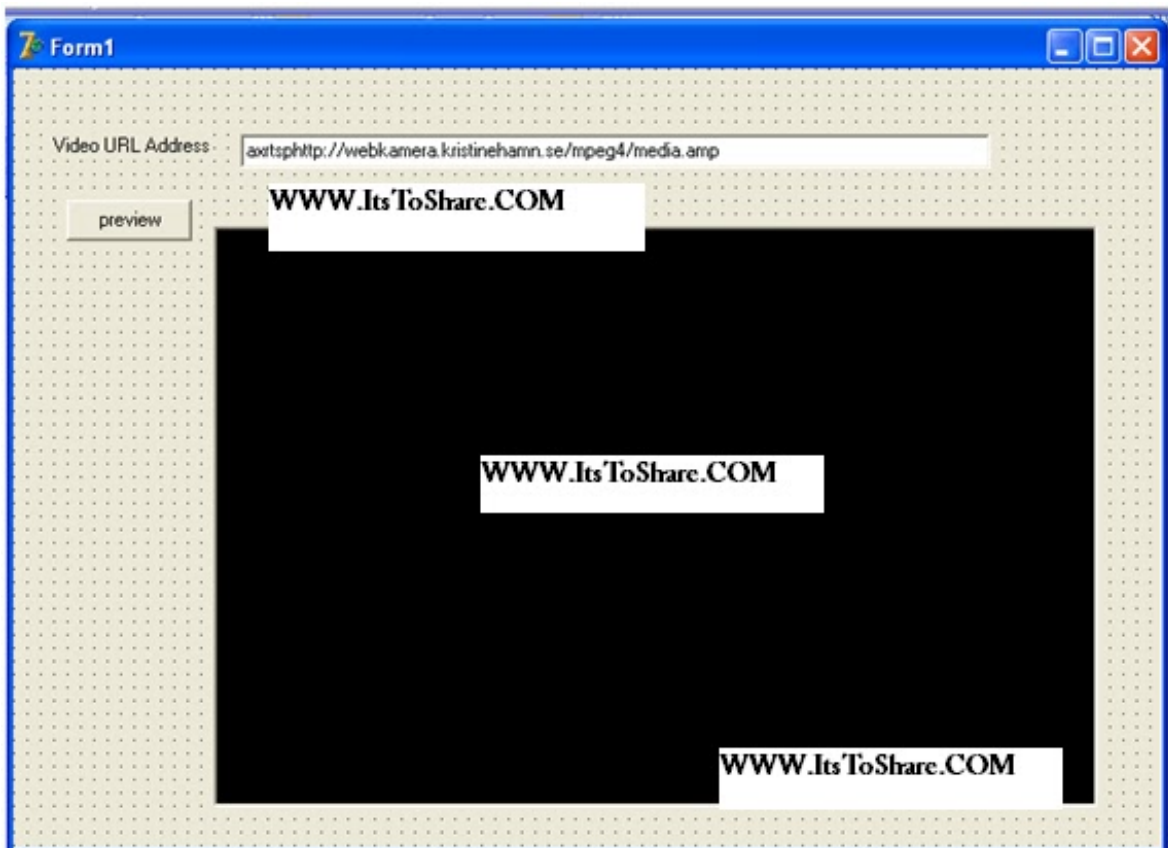 Form1
Video URL Address
axrtsphttp://webkamera.kristinehamn.se/mpeg4/media.amp
WWW.ItsToShare.COM
preview
WWW.ItsToShare.COM
WWW.ItsToShare.COM